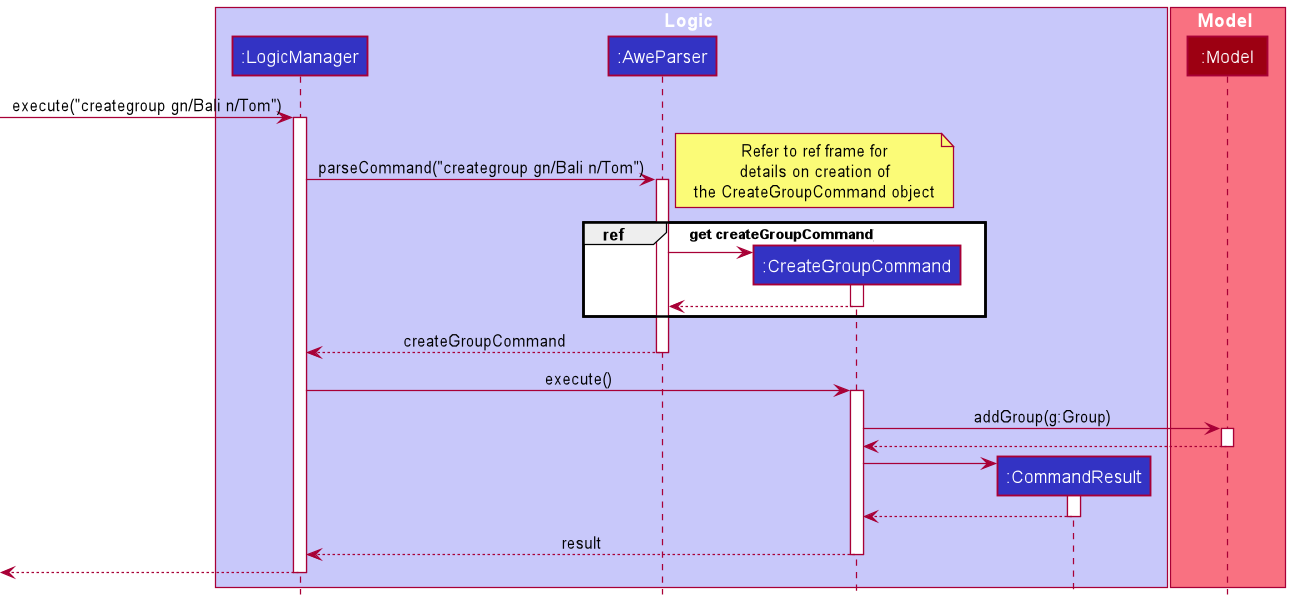 Logic
Model
:LogicManager
:AweParser
:Model
execute("creategroup gn/Bali n/Tom")
parseCommand("creategroup gn/Bali n/Tom")
Refer to ref frame for
details on creation of
the CreateGroupCommand object
ref
get createGroupCommand
:CreateGroupCommand
createGroupCommand
execute()
addGroup(g:Group)
:CommandResult
result